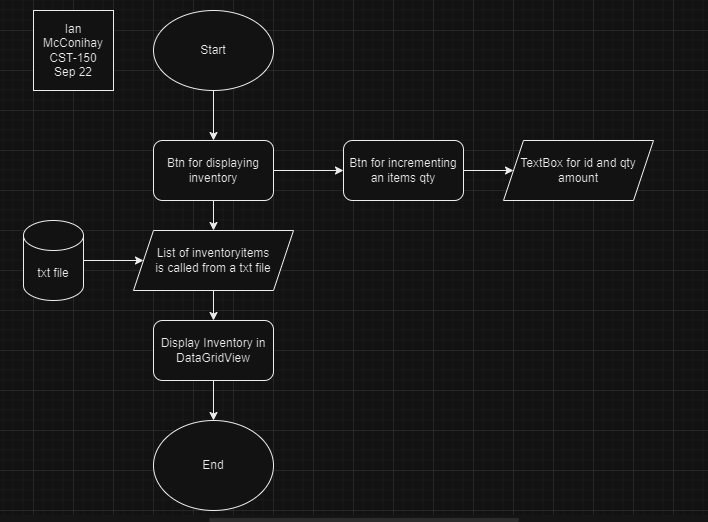 Ian
McConihay
CST-150
Sep 22
Start
Btn for displaying
inventory
Btn for incrementing
an items qty
TextBox for id and qty
amount
txt file
List of inventoryitems
is called from a txt file
Display Inventory in
DataGridView
End